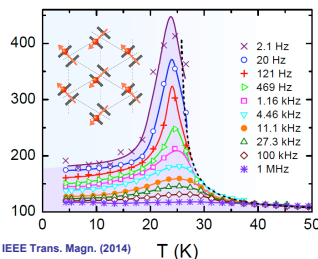 400
300
200
100
2.1 Hz
20 Hz
121 Hz
469 Hz
1.16 kHz
4.46 kHz
11.1 kHz
27.3 kHz
100 kHz
1 MHz
0 10 20 30 40 50
IEEE Trans. Magn. (2014)
T (K)